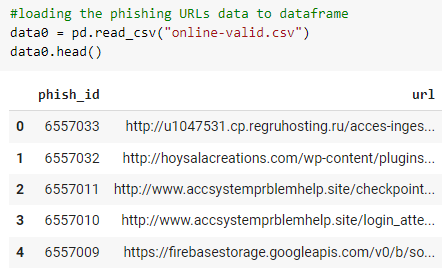 #loading the phishing URLs data to dataframe
data0 = pd.read_csv("online-valid.csv")
data0.head()
phish_id url
0 6557033 http://u1047531.cp.regruhosting.ru/acces-inges...
1 6557032 http://hoysalacreations.com/wp-content/plugins...
2 6557011 http://www.accsystemprblemhelp.site/checkpoint...
3 6557010 http://www.accsystemprblemhelp.site/login_atte...
4 6557009 https://firebasestorage.googleapis.com/v0/b/so...